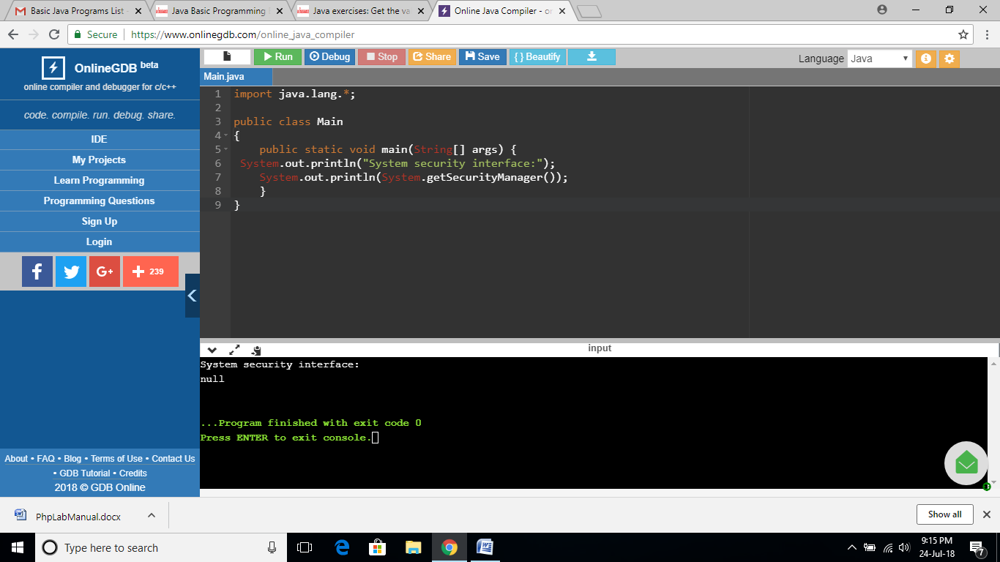 Basic Java Programs List
Java Basic Programming
Java exercises: Get the va
Online Java Compiler - o
Secure
https://www.onlinegdb.com/online_java_compiler
OnlineGDB beta
online compiler and debugger for c/c++
code. compile. run. debug. share.
IDE
My Projects
Learn Programming
Programming Questions
Sign Up
Login
f
G+
+ 239
About • FAQ • Blog • Terms of Use • Contact Us
• GDB Tutorial • Credits
2018 © GDB Online
Run
Debug
Stop
Share
Save
{ } Beautify
Language Java
Main.java
1 import java.lang.*;
2
3 public class Main
4 {
5 public static void main(String[] args) {
6 System.out.println("System security interface:");
7 System.out.println(System.getSecurityManager());
8 }
9 }
input
System security interface:
null
...Program finished with exit code 0
Press ENTER to exit console.
PhpLabManual.docx
Show all
Type here to search
9:15 PM
24-Jul-18
7